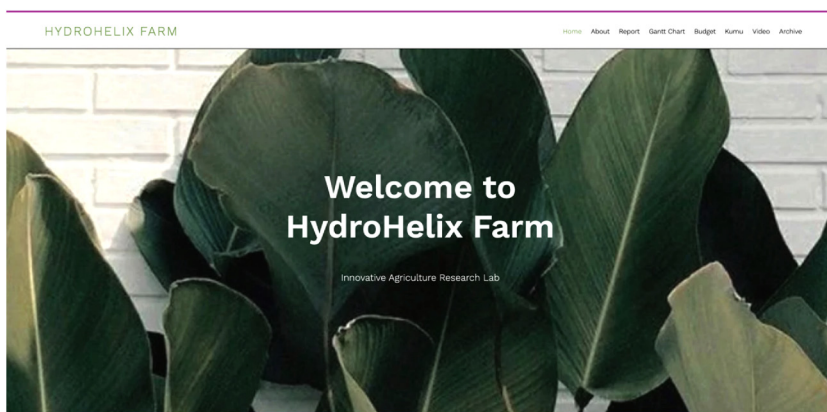 HYDROHELIX FARM
Home About Report Gantt Chart Budget Kumu Video Archive
Welcome to
HydroHelix Farm
Innovative Agriculture Research Lab